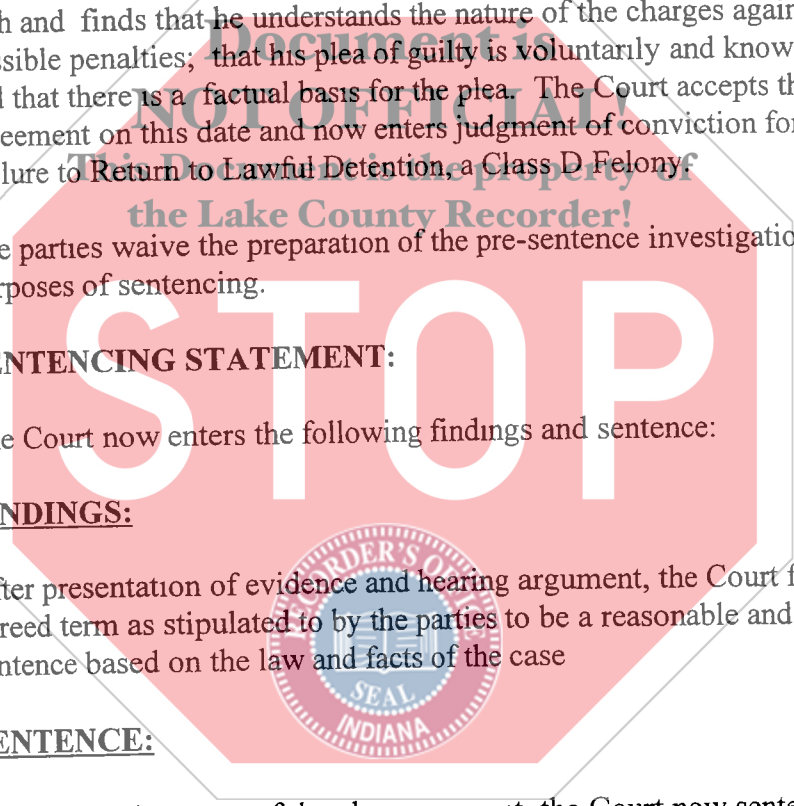 h and finds that he understands the nature of the charges again
ssible penalties; that his plea of guilty is voluntarily and know
d that there is a factual basis for the plea. The Court accepts th
eement on this date and now enters judgment of conviction for
lure to Return to Lawful Detention, a Class D Felony.
Document is
NOT OFFICIAL!
This Document is the property of
the Lake County Recorder!
e parties waive the preparation of the pre-sentence investigatio
rposes of sentencing.
STOP
ENTENCING STATEMENT:
e Court now enters the following findings and sentence:
NDINGS:
fter presentation of evidence and hearing argument, the Court f
reed term as stipulated to by the parties to be a reasonable and
ntence based on the law and facts of the case
RECORDER'S OFFICE
SEAL
INDIANA
ENTENCE:
the Court now sente